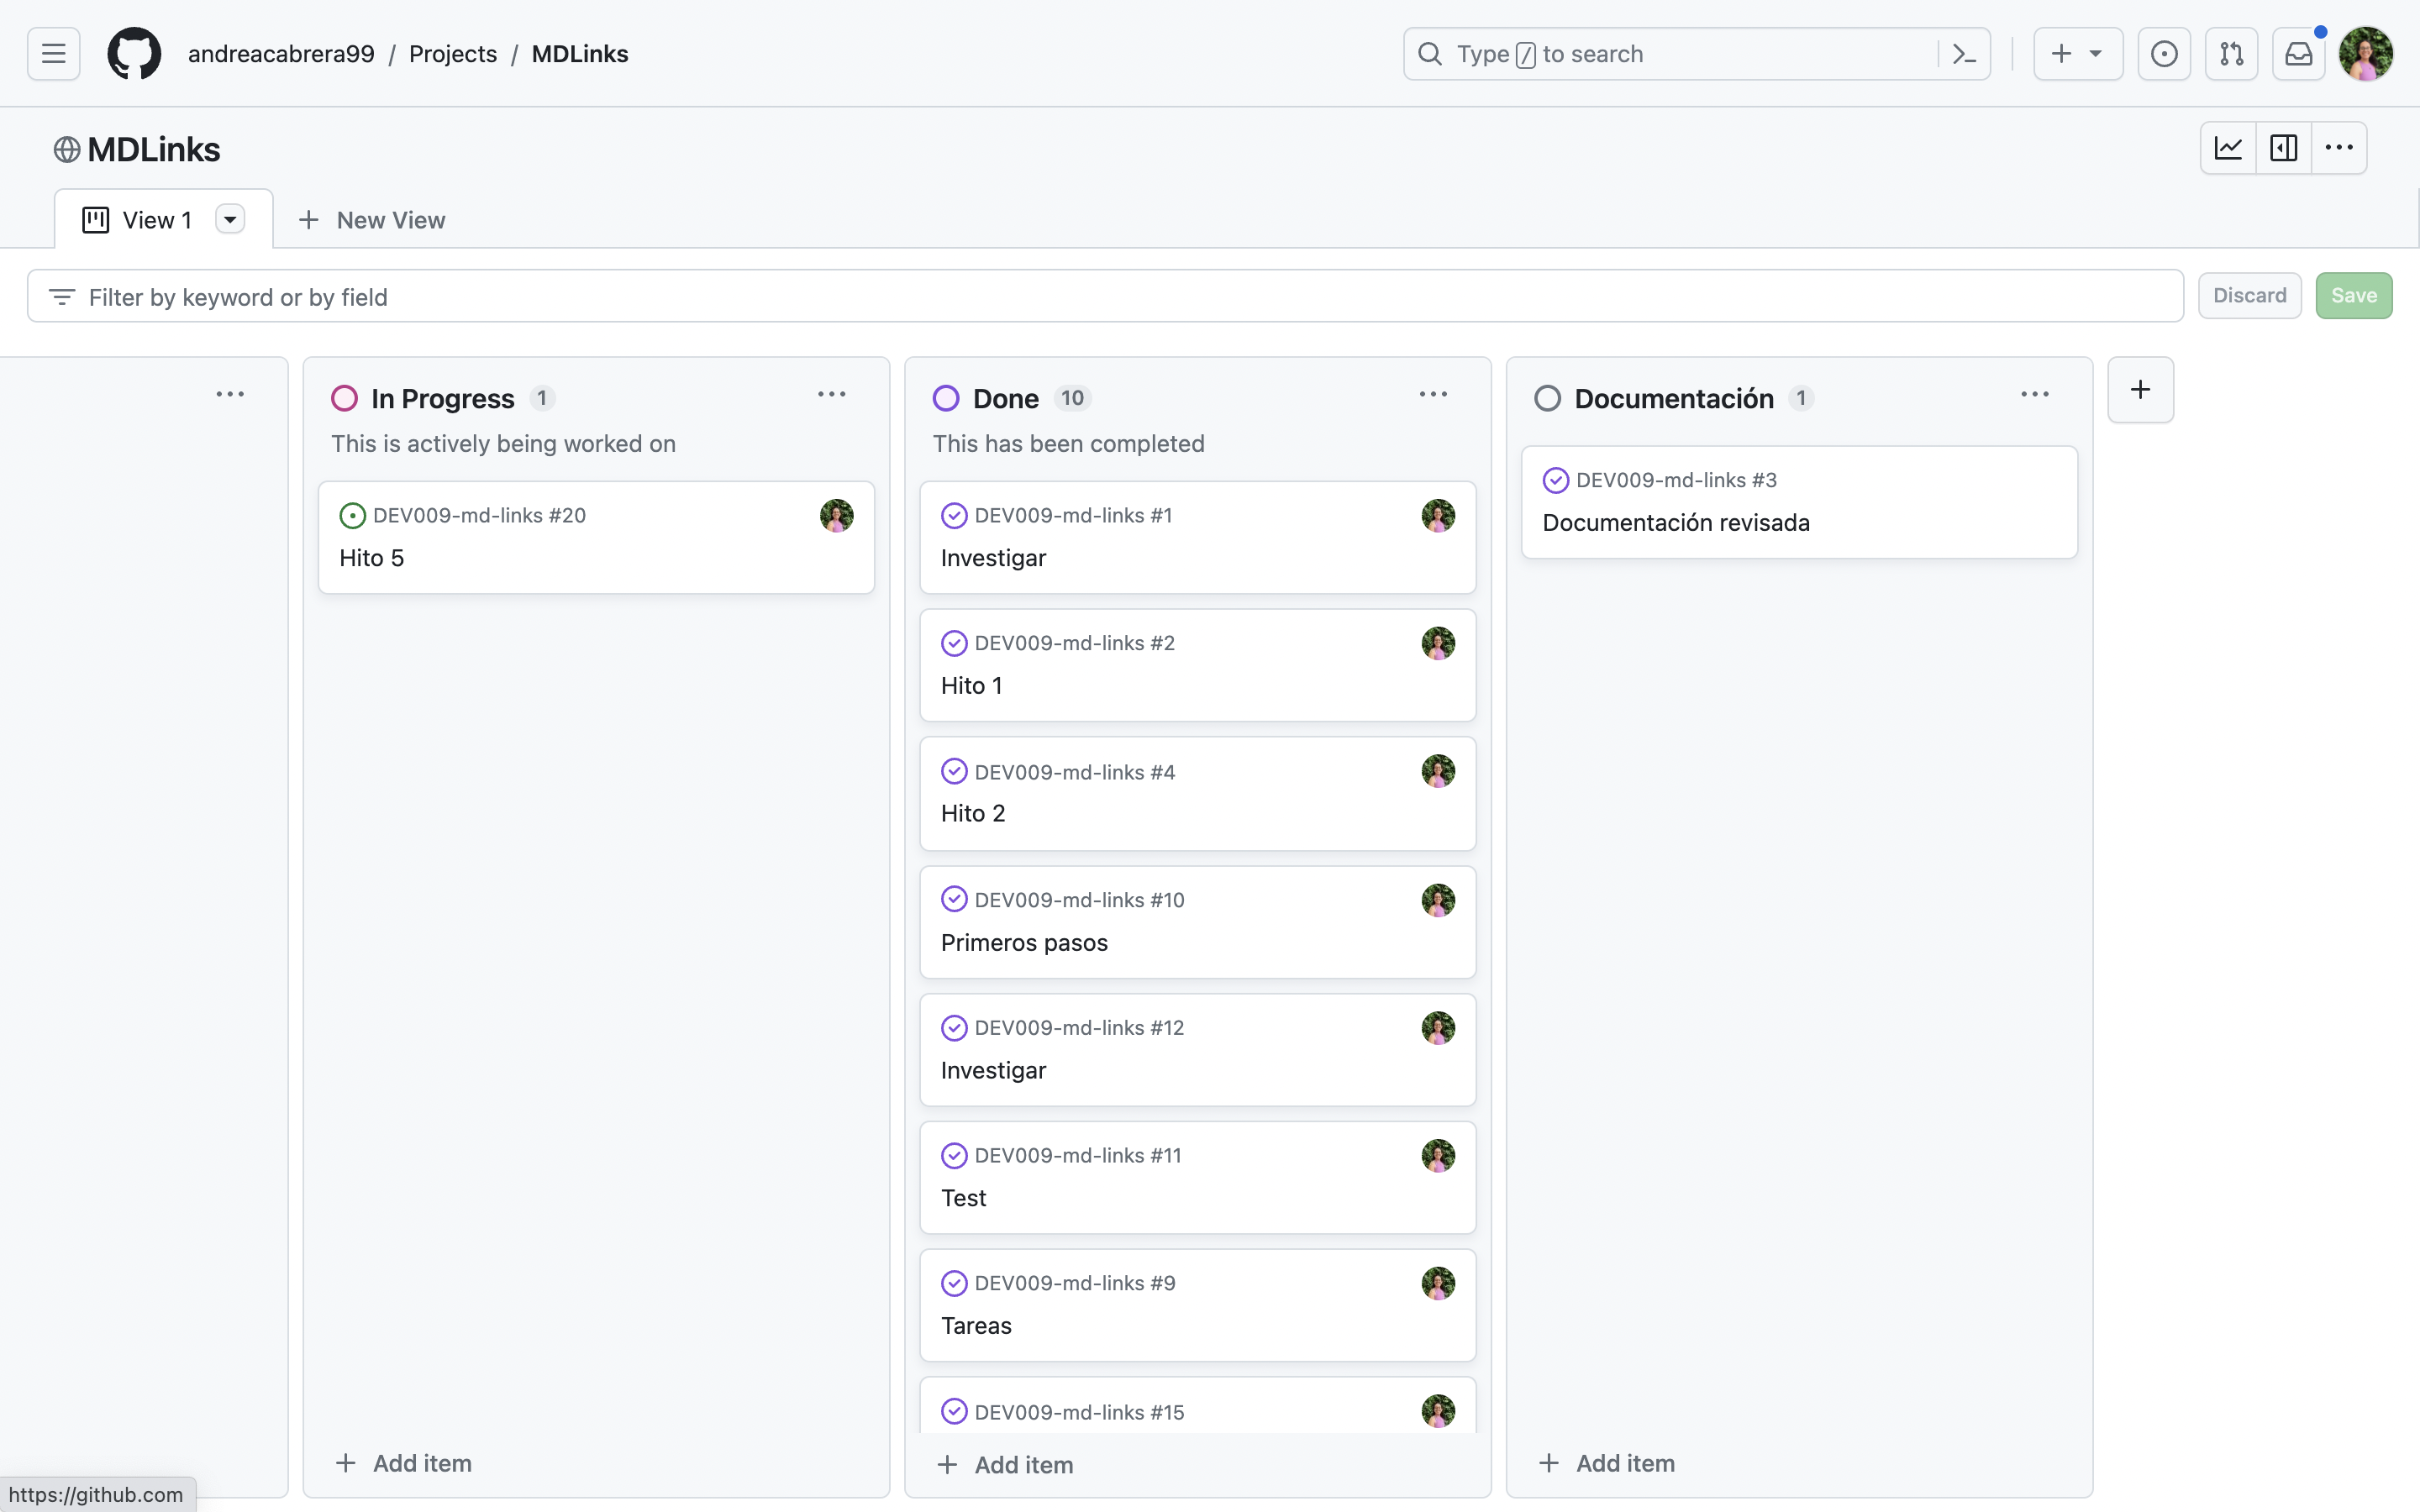 andreacabrera99 / Projects / MDLinks
Type / to search
MDLinks
View 1
New View
Filter by keyword or by field
Discard
Save
In Progress 1
This is actively being worked on
DEV009-md-links #20
Hito 5
Add item
Done 10
This has been completed
DEV009-md-links #1
Investigar
DEV009-md-links #2
Hito 1
DEV009-md-links #4
Hito 2
DEV009-md-links #10
Primeros pasos
DEV009-md-links #12
Investigar
DEV009-md-links #11
Test
DEV009-md-links #9
Tareas
DEV009-md-links #15
Add item
Documentación 1
DEV009-md-links #3
Documentación revisada
Add item
https://github.com